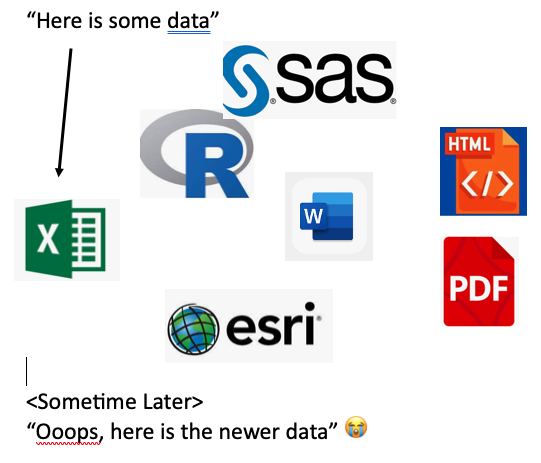 “Here is some data”
sas
R
HTML
</>
W
X
PDF
esri
<Sometime Later>
“Ooops, here is the newer data” 😭